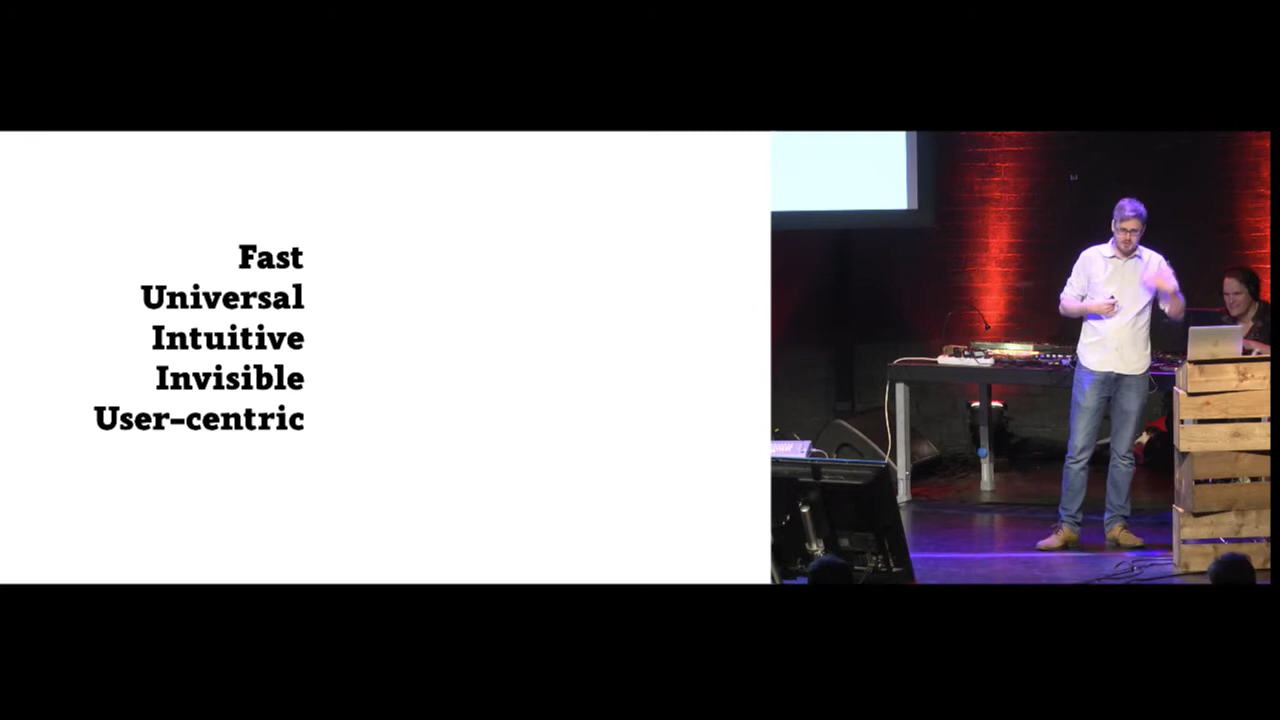 Fast
Universal
Intuitive
Invisible
User-centric